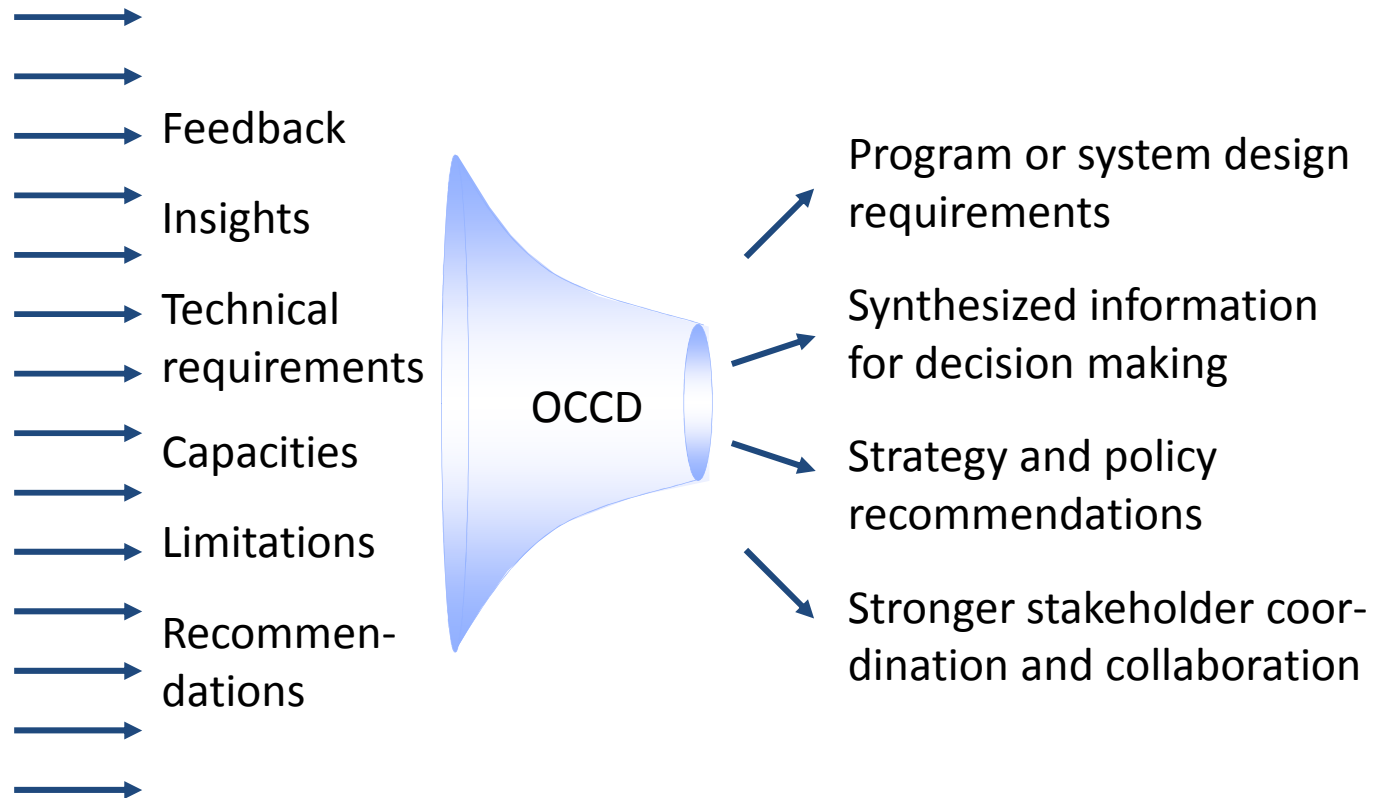 Feedback
Insights
Technical
requirements
Capacities
Limitations
Recommen-
dations
OCCD
Program or system design
requirements
Synthesized information
for decision making
Strategy and policy
recommendations
Stronger stakeholder coor-
dination and collaboration